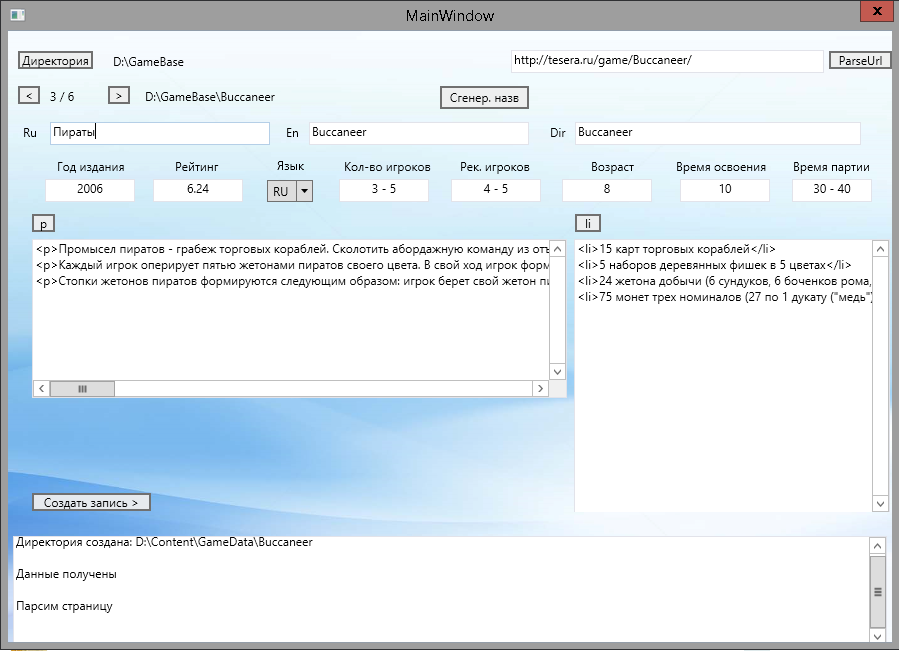 MainWindow
x
Директория D:\GameBase http://tesera.ru/game/Buccaneer/ ParseUrl
< 3 / 6 > D:\GameBase\Buccaneer Сгенер. назв
Ru Пираты En Buccaneer Dir Buccaneer
Год издания Рейтинг Язык Кол-во игроков Рек. игроков Возраст Время освоения Время партии
2006 6.24 RU 3 - 5 4 - 5 8 10 30 - 40
p
<p>Промысел пиратов - грабеж торговых кораблей. Сколотить абордажную команду из отъ
<p>Каждый игрок оперирует пятью жетонами пиратов своего цвета. В свой ход игрок форм
<p>Стопки жетонов пиратов формируются следующим образом: игрок берет свой жетон пи
li
<li>15 карт торговых кораблей</li>
<li>5 наборов деревянных фишек в 5 цветах</li>
<li>24 жетона добычи (6 сундуков, 6 боченков рома,
<li>75 монет трех номиналов (27 по 1 дукату ("медь")
Создать запись >
Директория создана: D:\Content\GameData\Buccaneer
Данные получены
Парсим страницу